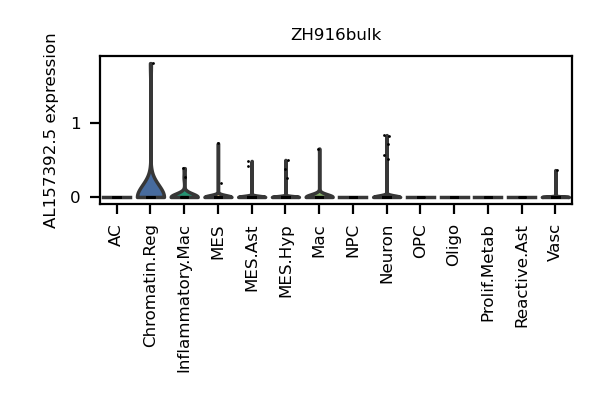 ZH916bulk
AL157392.5 expression
1
0
AC
Chromatin.Reg
Inflammatory.Mac
MES
MES.Ast
MES.Hyp
Mac
NPC
Neuron
OPC
Oligo
Prolif.Metab
Reactive.Ast
Vasc